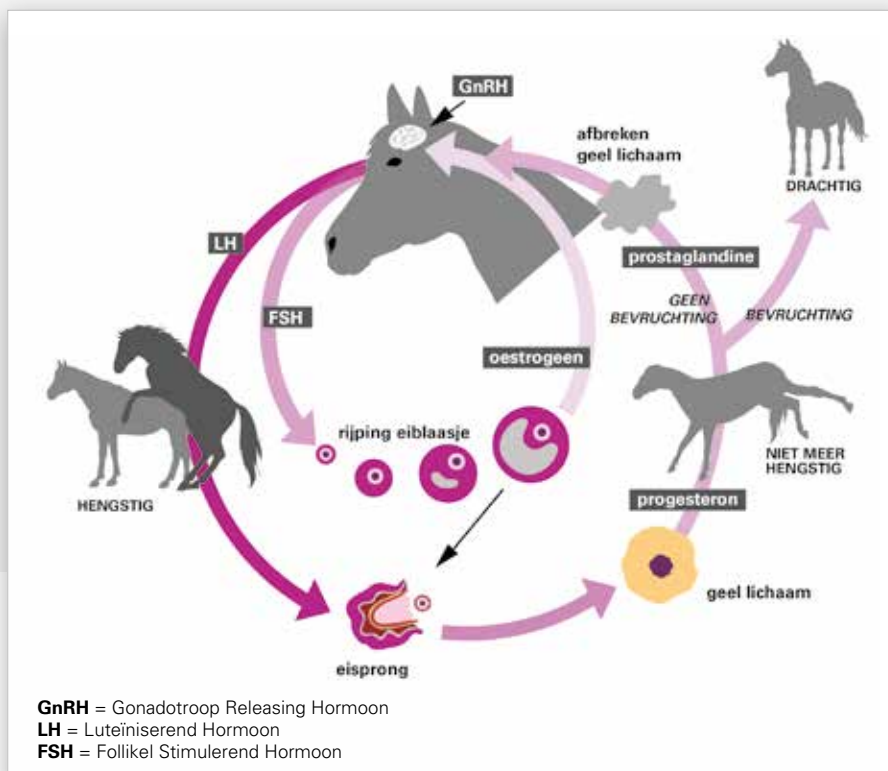 GnRH
afbreken
geel lichaam
DRACHTIG
LH
prostaglandine
FSH
GEEN
BEVRUCHTING
BEVRUCHTING
oestrogeen
rijping eiblaasje
NIET MEER
HENGSTIG
HENGSTIG
progesteron
geel lichaam
eisprong
GnRH = Gonadotroop Releasing Hormoon
LH = Luteïniserend Hormoon
FSH = Follikel Stimulerend Hormoon